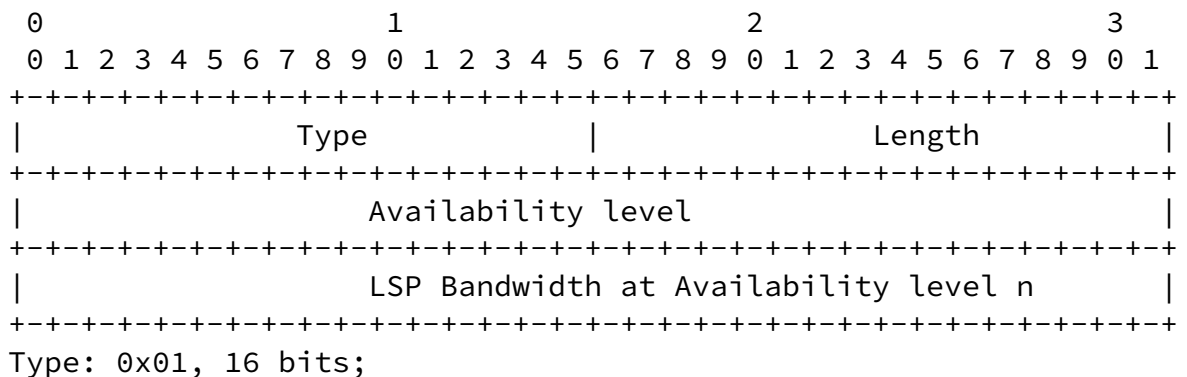 0                   1                   2                   3
 0 1 2 3 4 5 6 7 8 9 0 1 2 3 4 5 6 7 8 9 0 1 2 3 4 5 6 7 8 9 0 1
+-+-+-+-+-+-+-+-+-+-+-+-+-+-+-+-+-+-+-+-+-+-+-+-+-+-+-+-+-+-+-+-+
|               Type            |               Length          |
+-+-+-+-+-+-+-+-+-+-+-+-+-+-+-+-+-+-+-+-+-+-+-+-+-+-+-+-+-+-+-+-+
|                   Availability level                          |
+-+-+-+-+-+-+-+-+-+-+-+-+-+-+-+-+-+-+-+-+-+-+-+-+-+-+-+-+-+-+-+-+
|                   LSP Bandwidth at Availability level n       |
+-+-+-+-+-+-+-+-+-+-+-+-+-+-+-+-+-+-+-+-+-+-+-+-+-+-+-+-+-+-+-+-+
Type: 0x01, 16 bits;